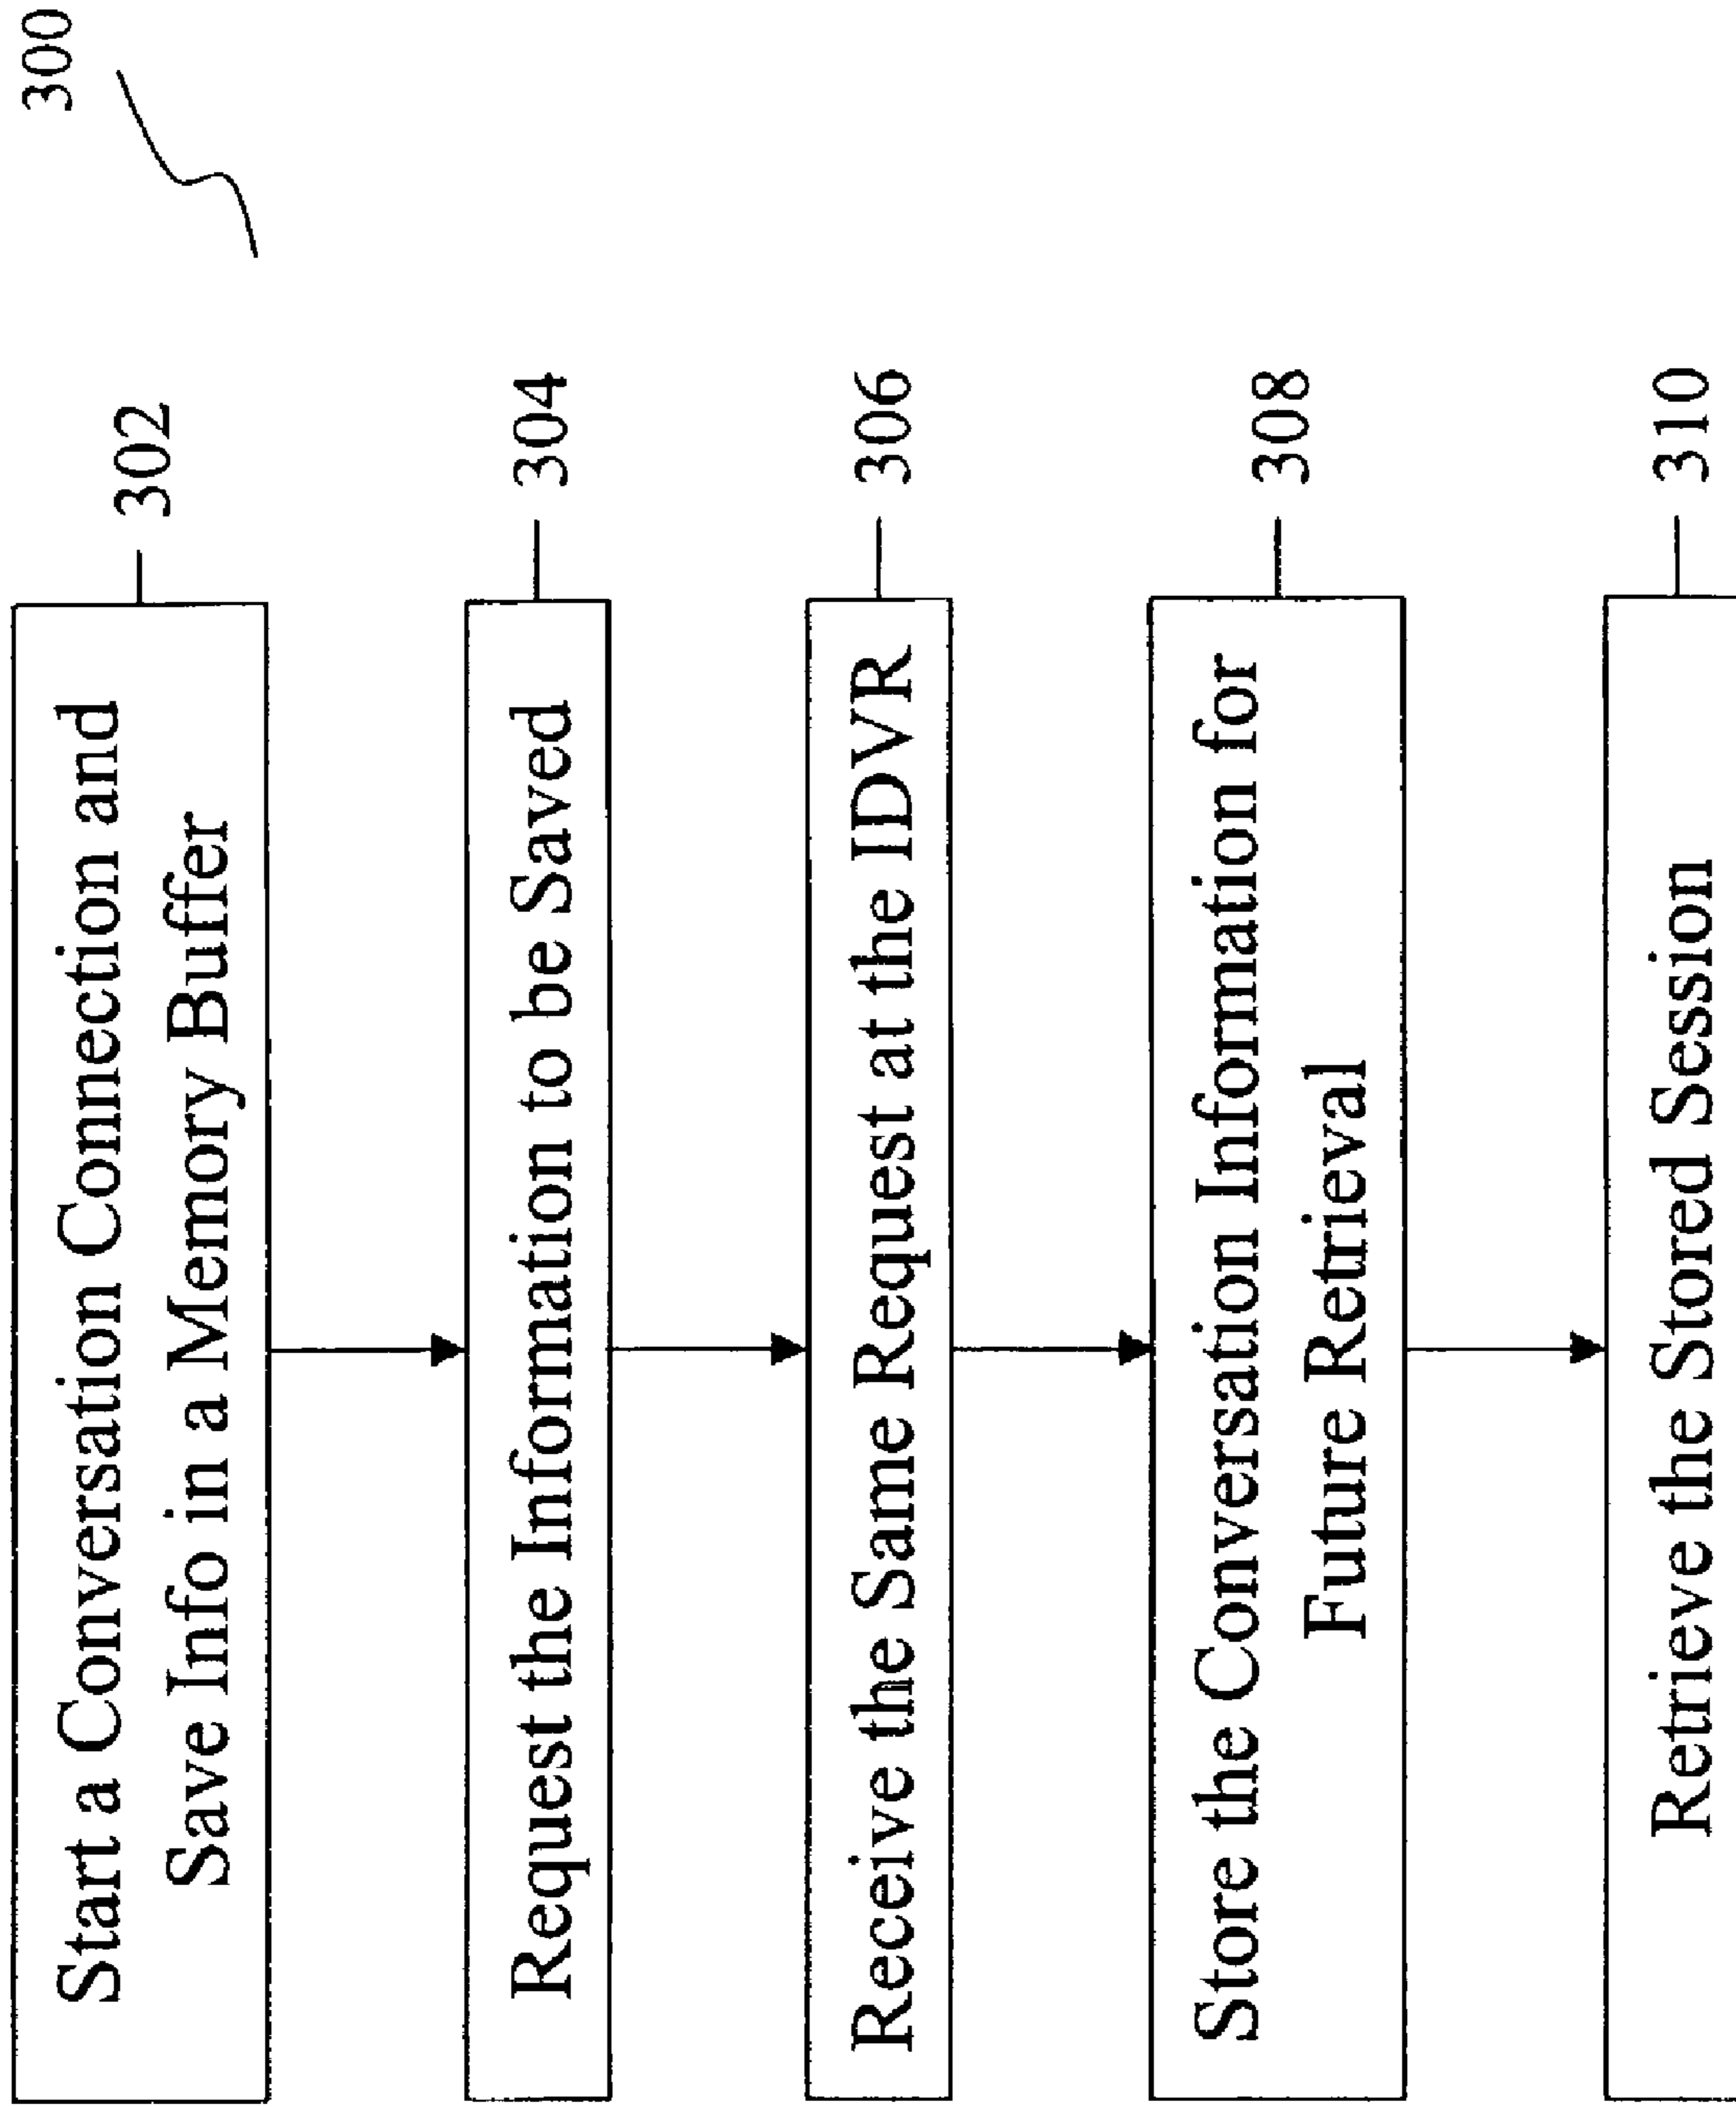 300
Start a Conversation Connection and
Save Info in a Memory Buffer
302
Request the Information to be Saved
304
Receive the Same Request at the IDVR
306
Store the Conversation Information for
Future Retrieval
308
Retrieve the Stored Session
310